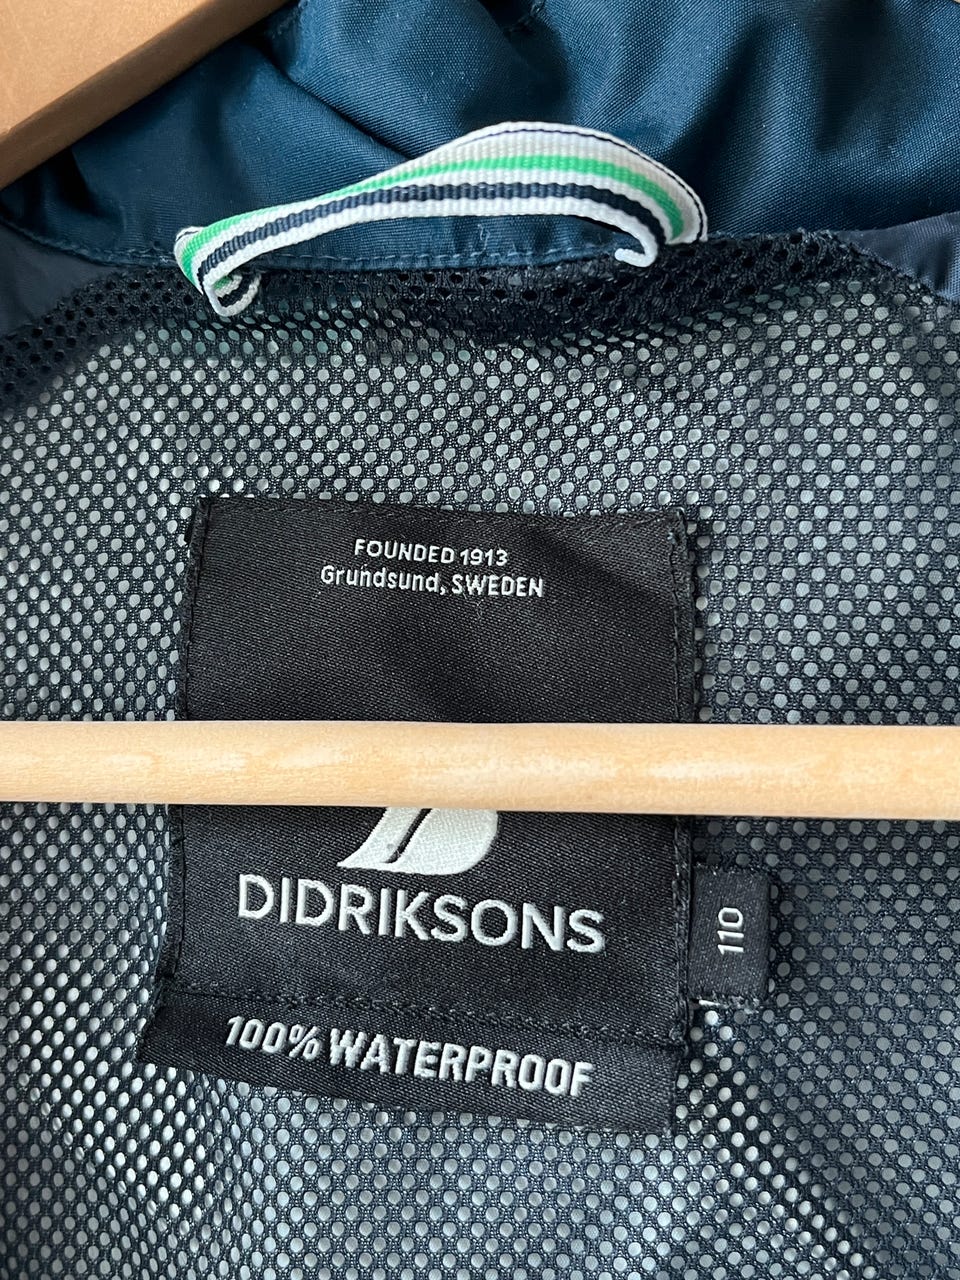 FOUNDED 1913
Grundsund, SWEDEN
DIDRIKSONS
110
100% WATERPROOF